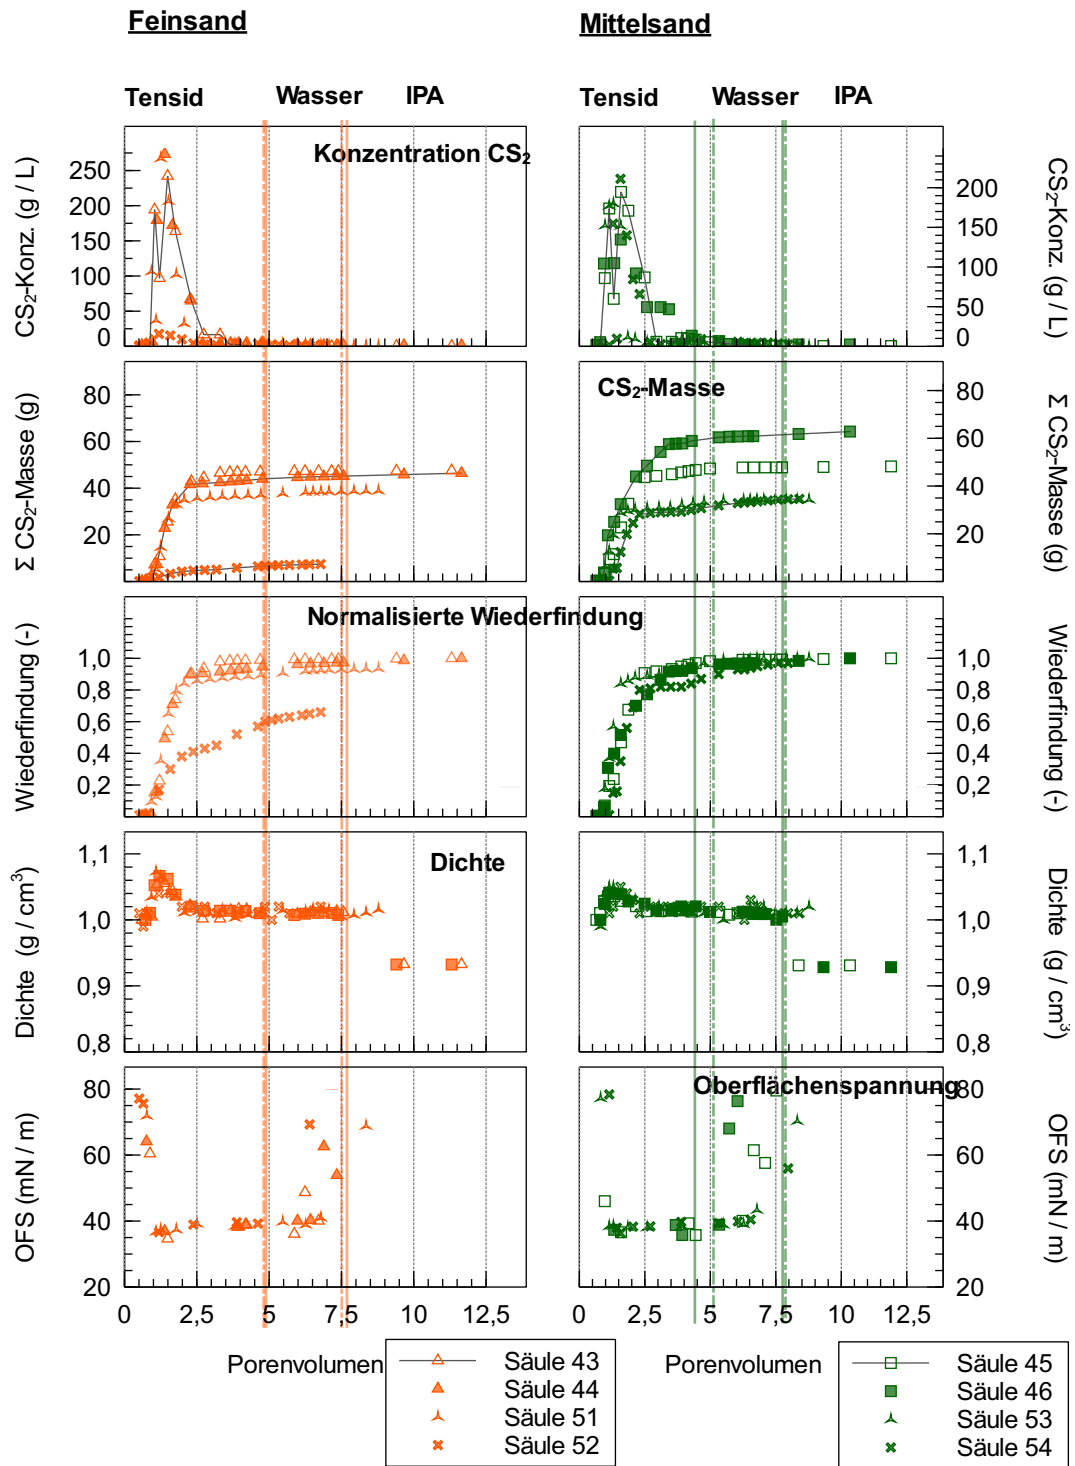 Feinsand Mittelsand
Tensid Wasser IPA Tensid Wasser IPA
Konzentration CS₂
CS₂-Konz. (g / L)
250
200
150
100
50
0
CS₂-Konz. (g / L)
200
150
100
50
0
CS₂-Masse
Σ CS₂-Masse (g)
80
60
40
20
Σ CS₂-Masse (g)
80
60
40
20
Normalisierte Wiederfindung
Wiederfindung (-)
1,0
0,8
0,6
0,4
0,2
Wiederfindung (-)
1,0
0,8
0,6
0,4
0,2
Dichte
Dichte (g / cm³)
1,1
1,0
0,9
0,8
Dichte (g / cm³)
1,1
1,0
0,9
0,8
Oberflächenspannung
OFS (mN / m)
80
60
40
20
OFS (mN / m)
80
60
40
20
0 2,5 5 7,5 10 12,5 0 2,5 5 7,5 10 12,5
Porenvolumen
Säule 43
Säule 44
Säule 51
Säule 52
Porenvolumen
Säule 45
Säule 46
Säule 53
Säule 54